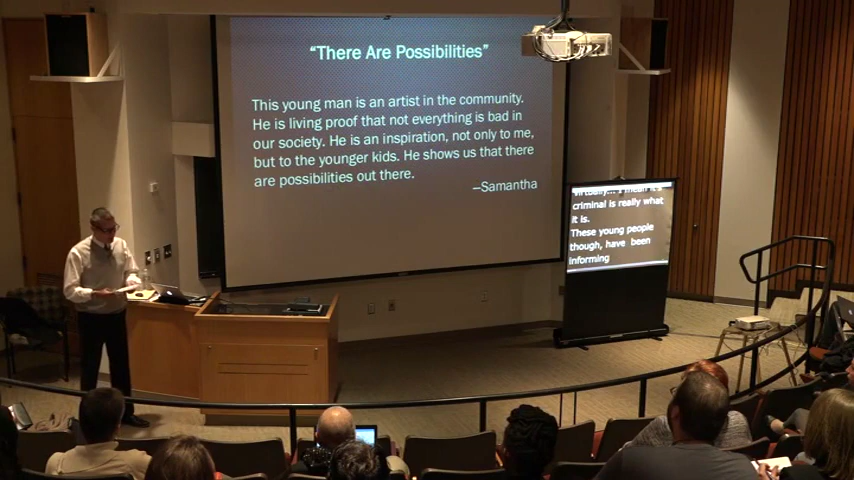 “There Are Possibilities”
This young man is an artist in the community.
He is living proof that not everything is bad in
our society. He is an inspiration, not only to me,
but to the younger kids. He shows us that there
are possibilities out there.
—Samantha
virtually... I mean it's
criminal is really what
it is.
These young people
though, have been
informing